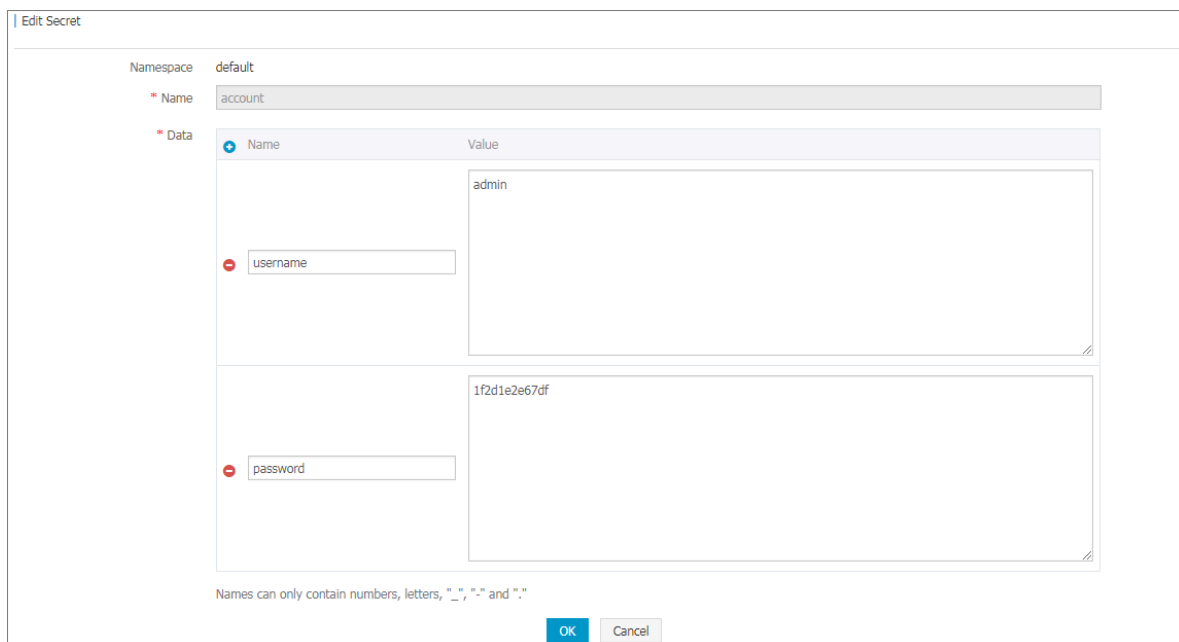 Edit Secret
Namespace default
* Name account
* Data
Name Value
username admin
password 1f2d1e2e67df
Names can only contain numbers, letters, "_", "-" and "."
OK Cancel